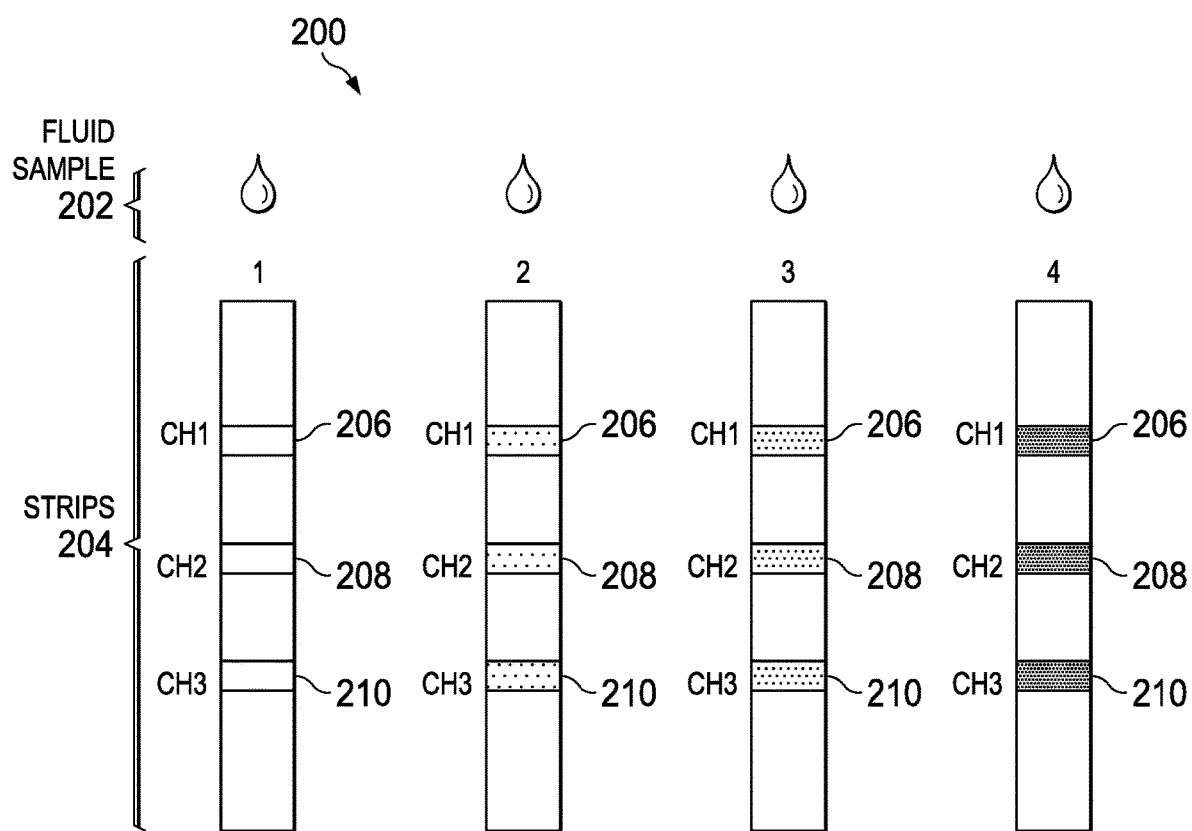 200
FLUID
SAMPLE
202
1 2 3 4
CH1 206 CH1 206 CH1 206 CH1 206
STRIPS
204
CH2 208 CH2 208 CH2 208 CH2 208
CH3 210 CH3 210 CH3 210 CH3 210